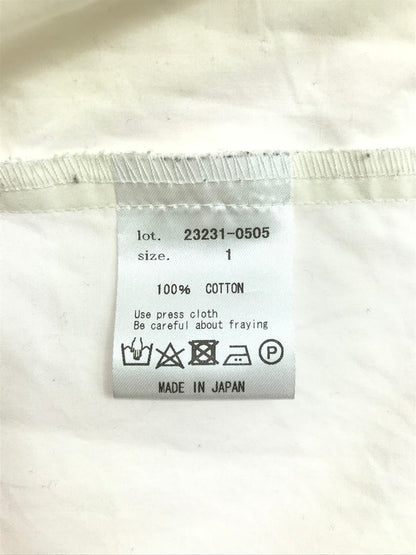 lot. 23231-0505
size. 1
100% COTTON
Use press cloth
Be careful about fraying
P
MADE IN JAPAN